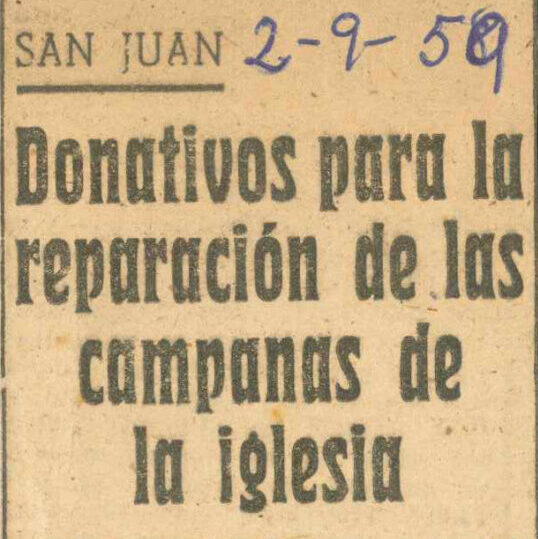 SAN JUAN 2-9-59
Donativos para la
reparación de las
campanas de
la iglesia